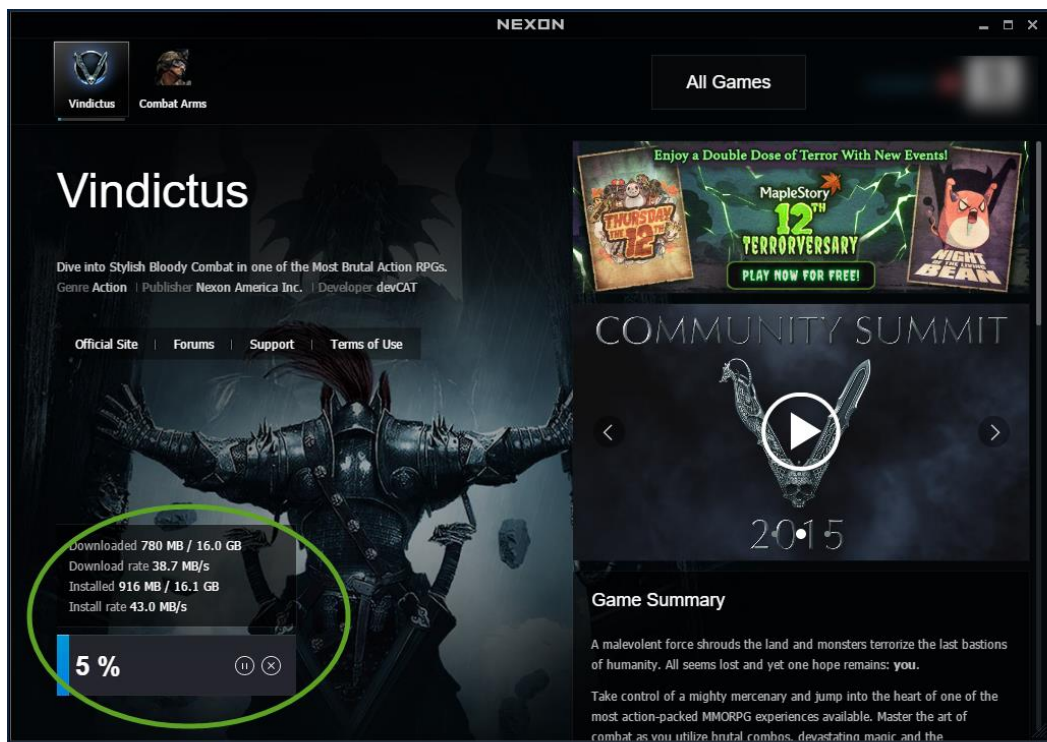 NEXON
Vindictus
Combat Arms
All Games
Vindictus
Dive into Stylish Bloody Combat in one of the Most Brutal Action RPGs.
Genre Action | Publisher Nexon America Inc. | Developer devCAT
Official Site | Forums | Support | Terms of Use
Downloaded 780 MB / 16.0 GB
Download rate 38.7 MB/s
Installed 916 MB / 16.1 GB
Install rate 43.0 MB/s
5 %
Enjoy a Double Dose of Terror With New Events!
THURSDAY
THE 12TH
MapleStory
12TH
TERRORVERSARY
PLAY NOW FOR FREE!
NIGHT
OF THE LIVING
BEAN
COMMUNITY SUMMIT
2015
Game Summary
A malevolent force shrouds the land and monsters terrorize the last bastions
of humanity. All seems lost and yet one hope remains: you.
Take control of a mighty mercenary and jump into the heart of one of the
most action-packed MMORPG experiences available. Master the art of
combat as you utilize brutal combos, devastating magic and the